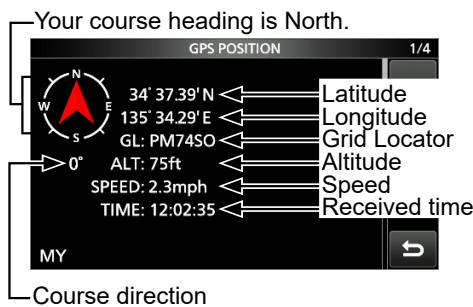 Your course heading is North.
GPS POSITION 1/4
N
W E
S
34°37.39'N Latitude
135°34.29'E Longitude
GL: PM74SO Grid Locator
0° ALT: 75ft Altitude
SPEED: 2.3mph Speed
TIME: 12:02:35 Received time
MY
Course direction